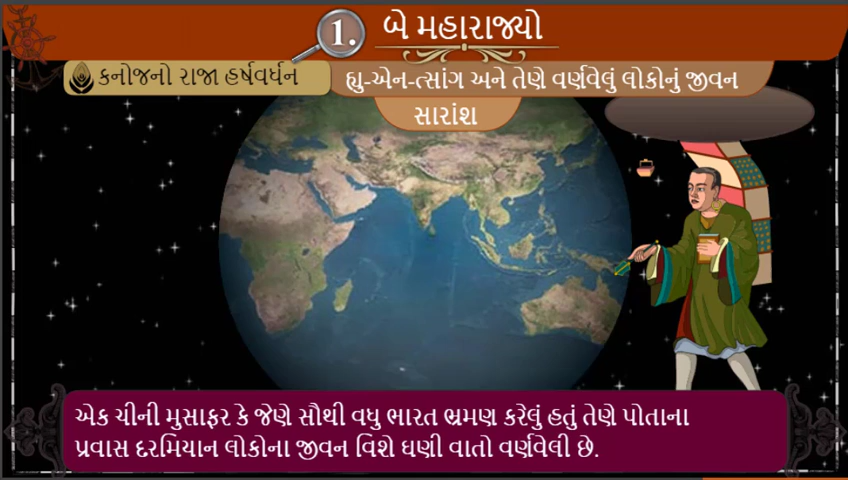 1. બે મહારાજ્યો
કનોજનો રાજા હર્ષવર્ધન
હ્યુ-એન-ત્સાંગ અને તેણે વર્ણવેલું લોકોનું જીવન
સારાંશ
એક ચીની મુસાફર કે જેણે સૌથી વધુ ભારત ભ્રમણ કરેલું હતું તેણે પોતાના
પ્રવાસ દરમિયાન લોકોના જીવન વિશે ઘણી વાતો વર્ણવેલી છે.